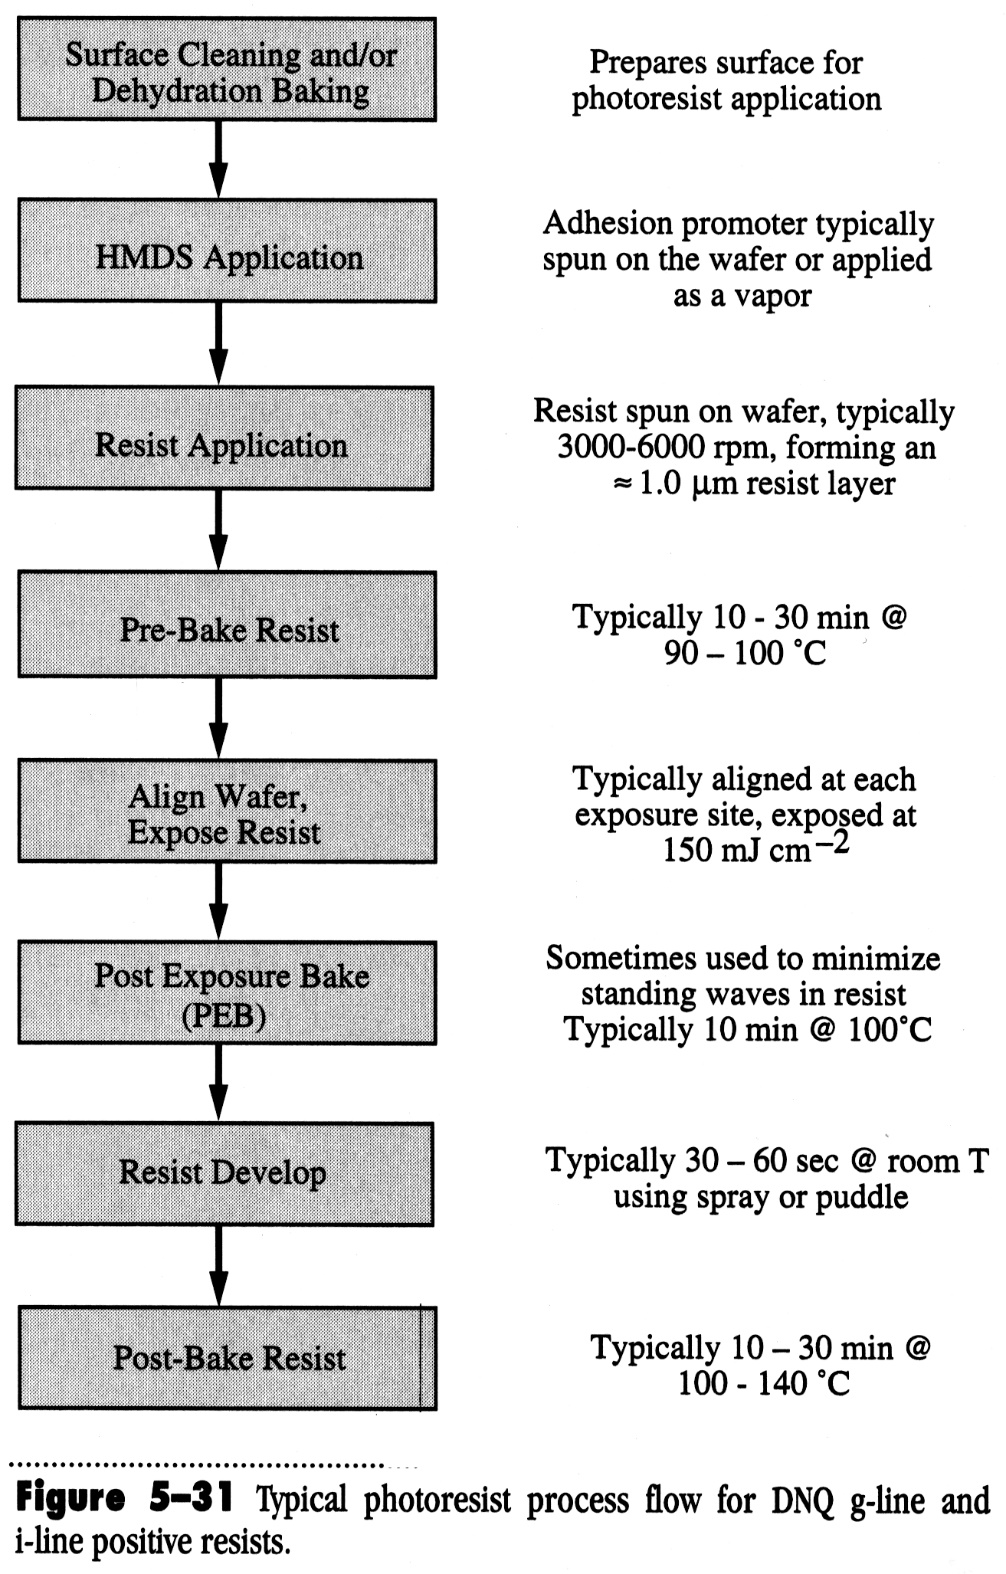 Surface Cleaning and/or
Dehydration Baking
Prepares surface for
photoresist application
HMDS Application
Adhesion promoter typically
spun on the wafer or applied
as a vapor
Resist Application
Resist spun on wafer, typically
3000-6000 rpm, forming an
≈ 1.0 µm resist layer
Pre-Bake Resist
Typically 10 - 30 min @
90 – 100 °C
Align Wafer,
Expose Resist
Typically aligned at each
exposure site, exposed at
150 mJ cm⁻²
Post Exposure Bake
(PEB)
Sometimes used to minimize
standing waves in resist
Typically 10 min @ 100°C
Resist Develop
Typically 30 – 60 sec @ room T
using spray or puddle
Post-Bake Resist
Typically 10 – 30 min @
100 - 140 °C
Figure 5–31 Typical photoresist process flow for DNQ g-line and
i-line positive resists.